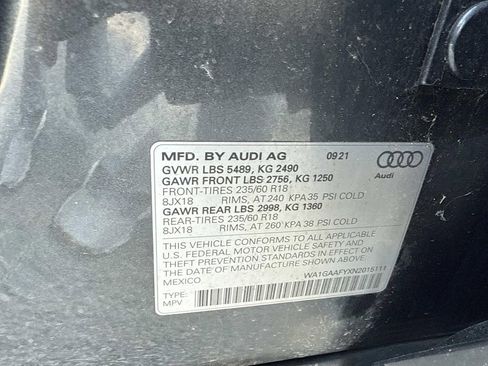 MFD. BY AUDI AG 09/21
GVWR LBS 5489, KG 2490
GAWR FRONT LBS 2756, KG 1250
FRONT-TIRES 235/60 R18
8JX18 RIMS, AT 240 KPA 35 PSI COLD
GAWR REAR LBS 2998, KG 1360
REAR-TIRES 235/60 R18
8JX18 RIMS, AT 260 KPA 38 PSI COLD
Audi
THIS VEHICLE CONFORMS TO ALL APPLICABLE
U.S. FEDERAL MOTOR VEHICLE SAFETY AND
THEFT PREVENTION STANDARDS IN EFFECT ON
THE DATE OF MANUFACTURE SHOWN ABOVE.
MEXICO
WA1GAAFYXN2015111
TYPE:
MPV